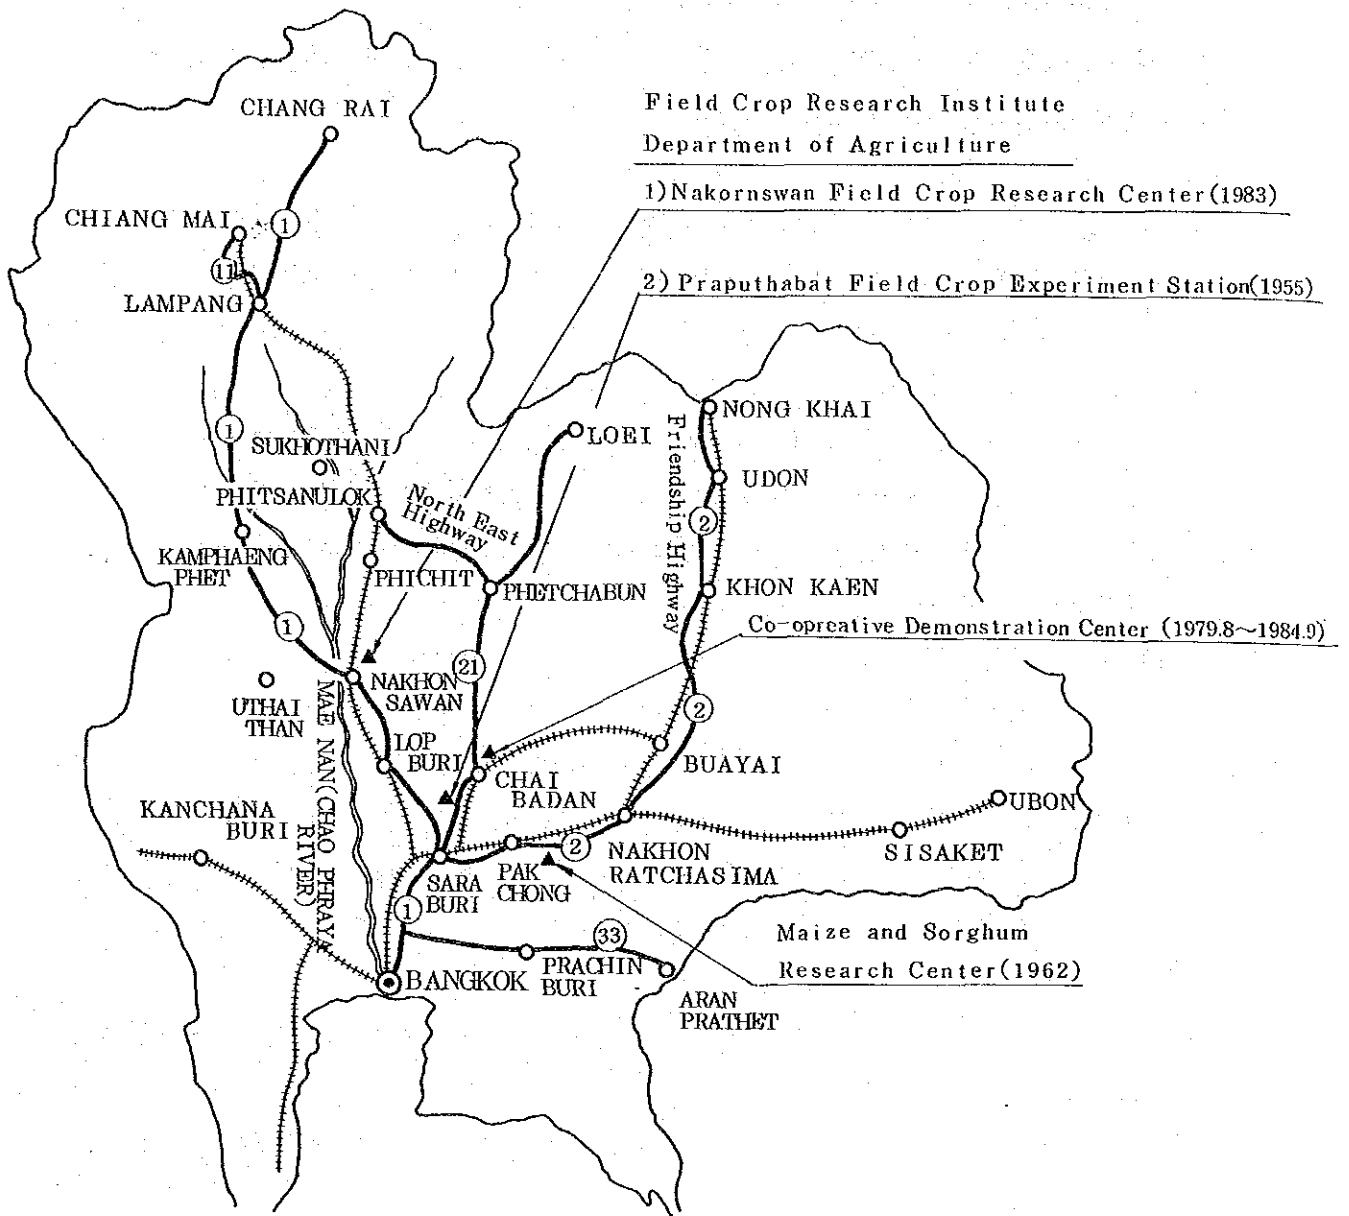 CHANG RAI
Field Crop Research Institute
Department of Agriculture
1) Nakornswan Field Crop Research Center(1983)
CHIANG MAI
1
11
2) Praputhabat Field Crop Experiment Station(1955)
LAMPANG
NONG KHAI
1
LOEI
SUKHOTHANI
Friendship Highway
UDON
PHITSANULOK
North East
Highway
2
KAMPHAENG
PHET
PHICHIT
PHETCHABUN
KHON KAEN
1
Co-opreative Demonstration Center (1979.8~1984.9)
21
NAKHON
SAWAN
UTHAI
THAN
MAE NAN(CHAO PHRAYA
RIVER)
2
LOP
BURI
BUAYAI
CHAI
BADAN
KANCHANA
BURI
UBON
2
NAKHON
RATCHASIMA
SISAKET
SARA
BURI
PAK
CHONG
1
33
Maize and Sorghum
Research Center(1962)
BANGKOK
PRACHIN
BURI
ARAN
PRATHET